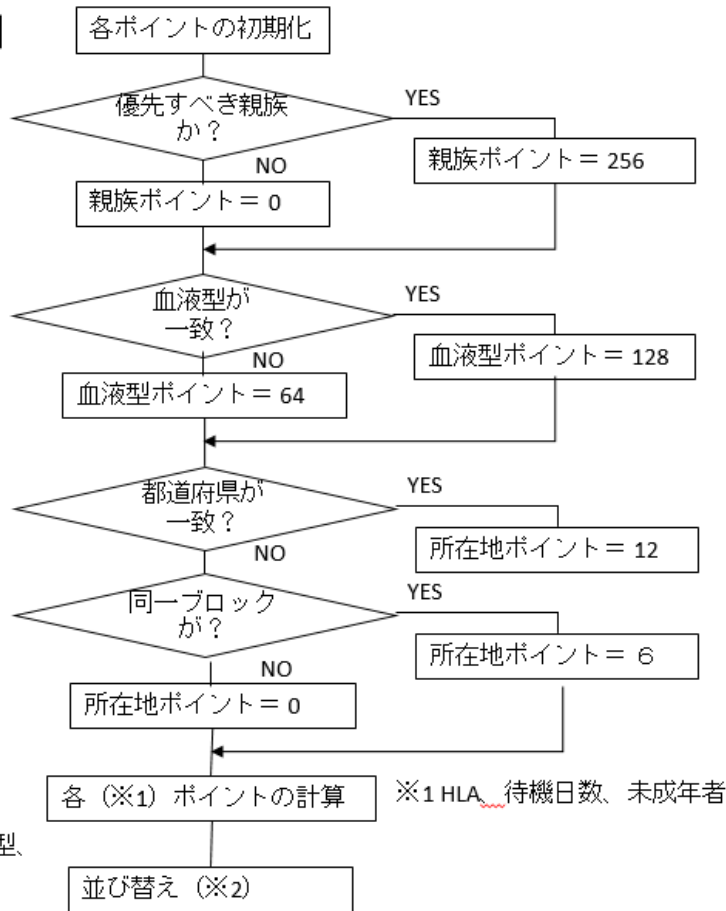 各ポイントの初期化
優先すべき親族
か？
YES
NO
親族ポイント＝256
親族ポイント＝0
血液型が
一致？
YES
NO
血液型ポイント＝128
血液型ポイント＝64
都道府県が
一致？
YES
NO
所在地ポイント＝12
同一ブロック
が？
YES
NO
所在地ポイント＝６
所在地ポイント＝0
各（※1）ポイントの計算
※1 HLA、待機日数、未成年者
型、
並び替え（※2）